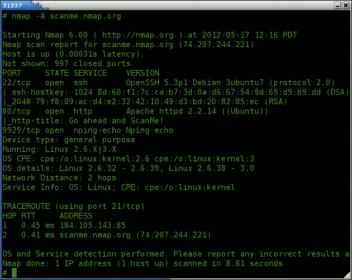 31337
# nmap -A scanme.nmap.org
Starting Nmap 6.00 ( http://nmap.org ) at 2012-05-17 12:16 PDT
Nmap scan report for scanme.nmap.org (74.207.244.221)
Host is up (0.00031s latency).
Not shown: 997 closed ports
PORT STATE SERVICE VERSION
22/tcp open ssh OpenSSH 5.3p1 Debian 3ubuntu7 (protocol 2.0)
| ssh-hostkey: 1024 8d:60:f1:7c:ca:b7:3d:0a:d6:67:54:9d:69:d9:b9:dd (DSA)
|_2048 79:f8:09:ac:d4:e2:32:42:10:49:d3:bd:20:82:85:ec (RSA)
80/tcp open http Apache httpd 2.2.14 ((Ubuntu))
|_http-title: Go ahead and ScanMe!
9929/tcp open nping-echo Nping echo
Device type: general purpose
Running: Linux 2.6.X|3.X
OS CPE: cpe:/o:linux:kernel:2.6 cpe:/o:linux:kernel:3
OS details: Linux 2.6.32 - 2.6.39, Linux 2.6.38 - 3.0
Network Distance: 2 hops
Service Info: OS: Linux; CPE: cpe:/o:linux:kernel
TRACEROUTE (using port 21/tcp)
HOP RTT ADDRESS
1 0.45 ms 184.105.143.85
2 0.41 ms scanme.nmap.org (74.207.244.221)
OS and Service detection performed. Please report any incorrect results a
Nmap done: 1 IP address (1 host up) scanned in 8.81 seconds
#